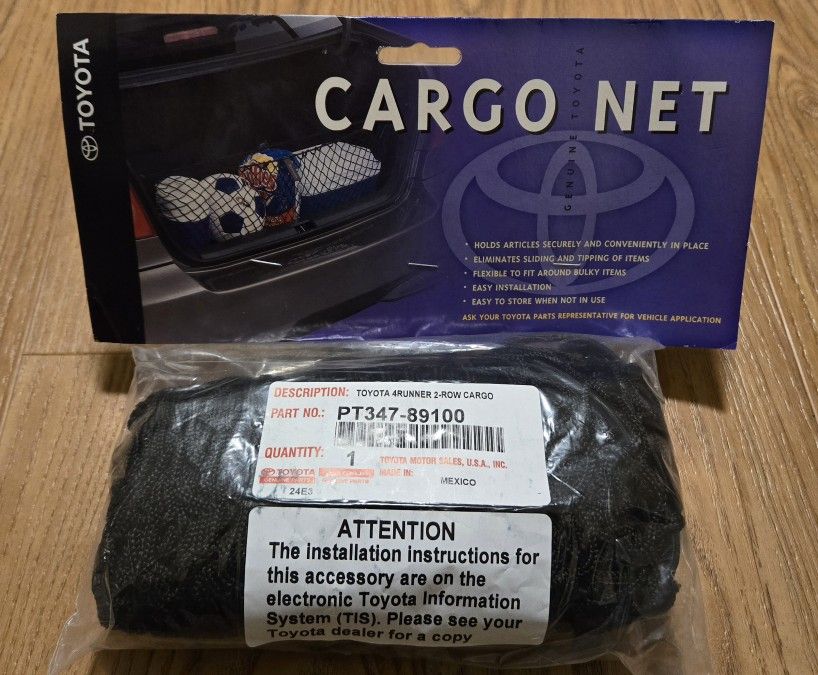 TOYOTA
CARGO NET
GENUINE TOYOTA
• HOLDS ARTICLES SECURELY AND CONVENIENTLY IN PLACE
• ELIMINATES SLIDING AND TIPPING OF ITEMS
• FLEXIBLE TO FIT AROUND BULKY ITEMS
• EASY INSTALLATION
• EASY TO STORE WHEN NOT IN USE
ASK YOUR TOYOTA PARTS REPRESENTATIVE FOR VEHICLE APPLICATION
DESCRIPTION: TOYOTA 4RUNNER 2-ROW CARGO
PART NO.: PT347-89100
QUANTITY: 1
TOYOTA MOTOR SALES, U.S.A., INC.
TOYOTA
GENUINE PARTS
MADE IN: MEXICO
24E3
ATTENTION
The installation instructions for
this accessory are on the
electronic Toyota Information
System (TIS). Please see your
Toyota dealer for a copy